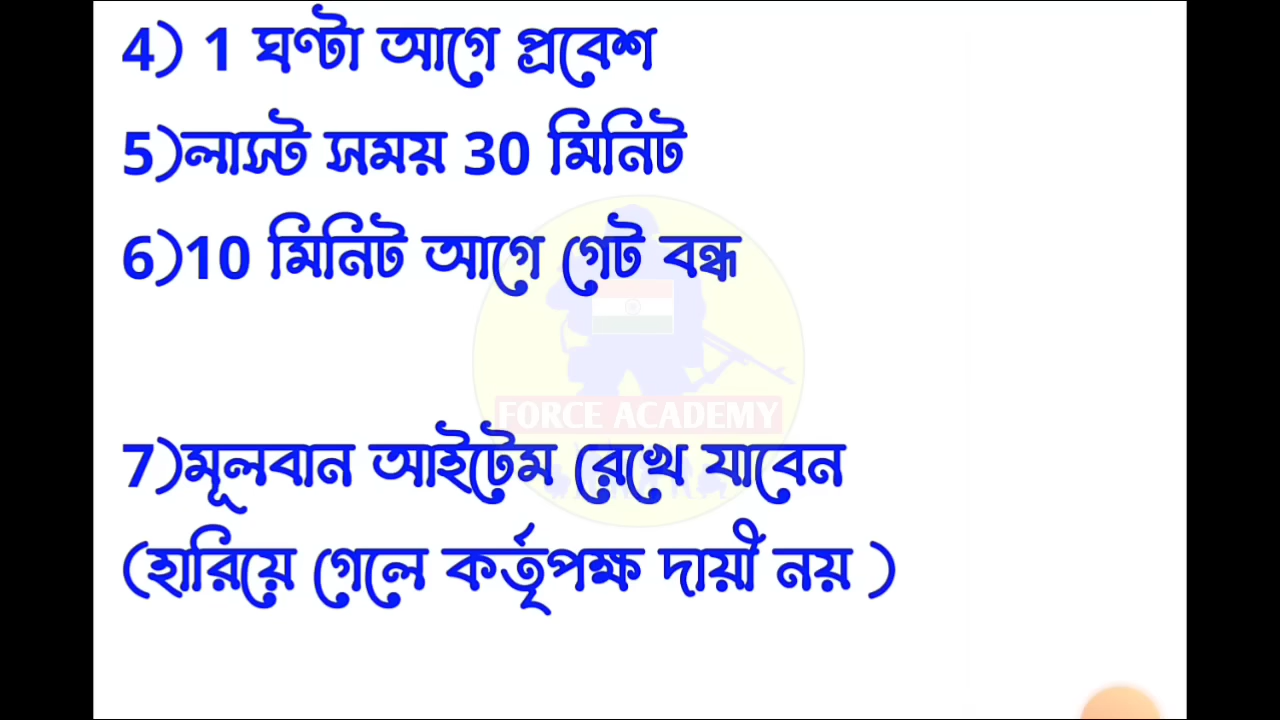 4) 1 ঘণ্টা আগে প্রবেশ
5)লাস্ট সময় 30 মিনিট
6)10 মিনিট আগে গেট বন্ধ
FORCE ACADEMY
7)মূলবান আইটেম রেখে যাবেন
(হারিয়ে গেলে কর্তৃপক্ষ দায়ী নয় )